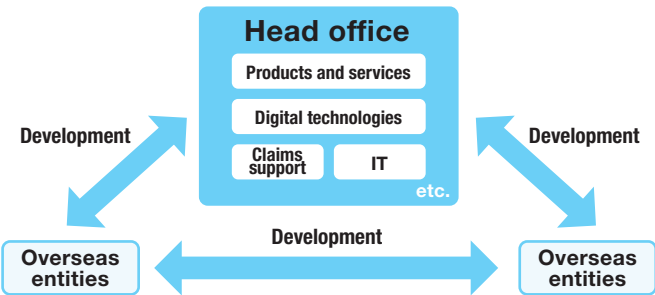 Head office
Products and services
Digital technologies
Claims
support
IT
etc.
Development
Development
Development
Overseas
entities
Overseas
entities